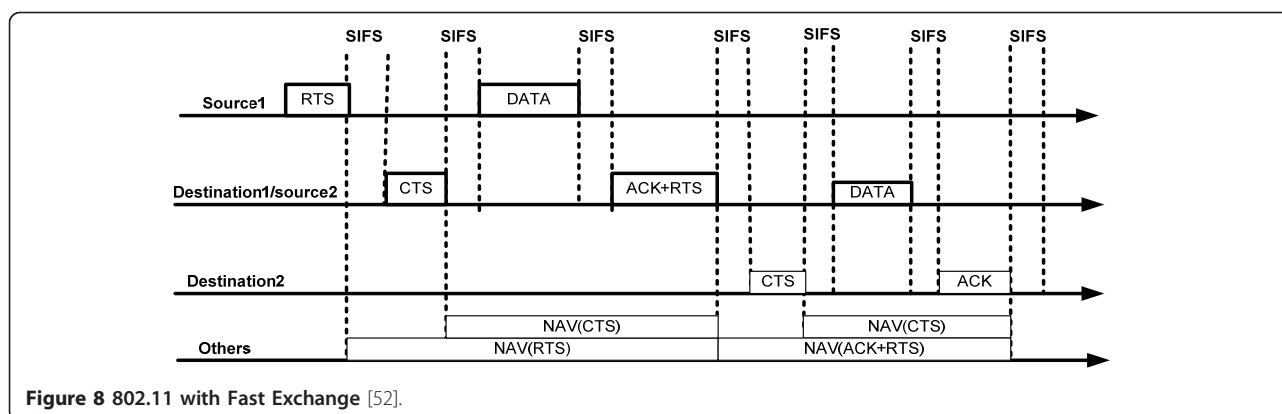 SIFS SIFS SIFS SIFS SIFS SIFS SIFS
Source1 RTS DATA
Destination1/source2 CTS ACK+RTS DATA
Destination2 CTS ACK
NAV(CTS) NAV(CTS)
Others NAV(RTS) NAV(ACK+RTS)
Figure 8 802.11 with Fast Exchange [52].